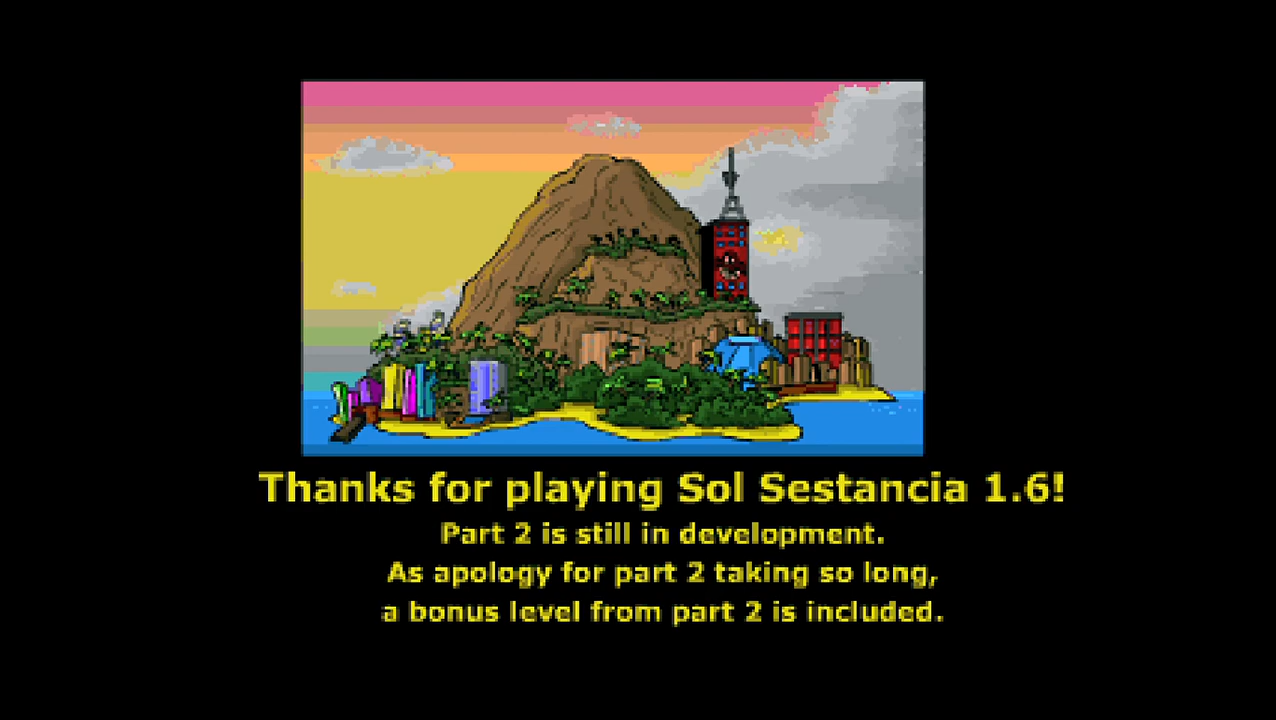 Thanks for playing Sol Sestancia 1.6!
Part 2 is still in development.
As apology for part 2 taking so long,
a bonus level from part 2 is included.